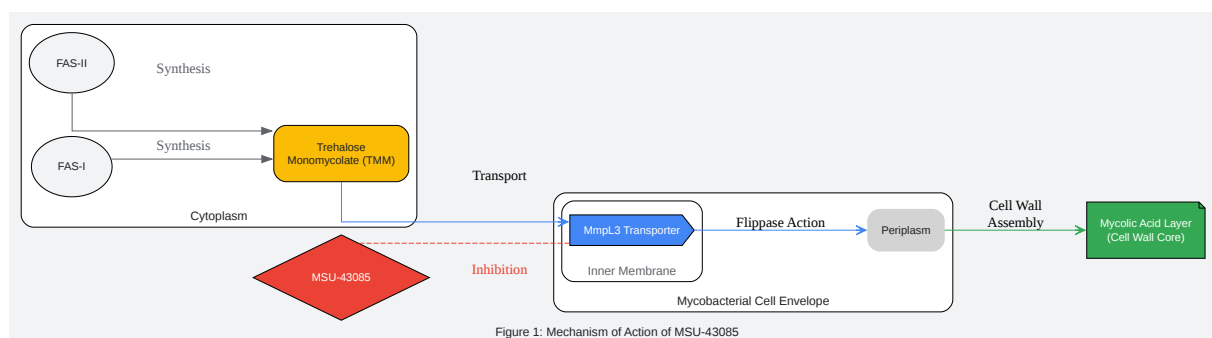 FAS-II
Synthesis
Synthesis
FAS-I
Trehalose
Monomycolate (TMM)
Cytoplasm
Transport
MmpL3 Transporter
Inner Membrane
Flippase Action
Periplasm
Mycobacterial Cell Envelope
Cell Wall
Assembly
Mycolic Acid Layer
(Cell Wall Core)
MSU-43085
Inhibition
Figure 1: Mechanism of Action of MSU-43085